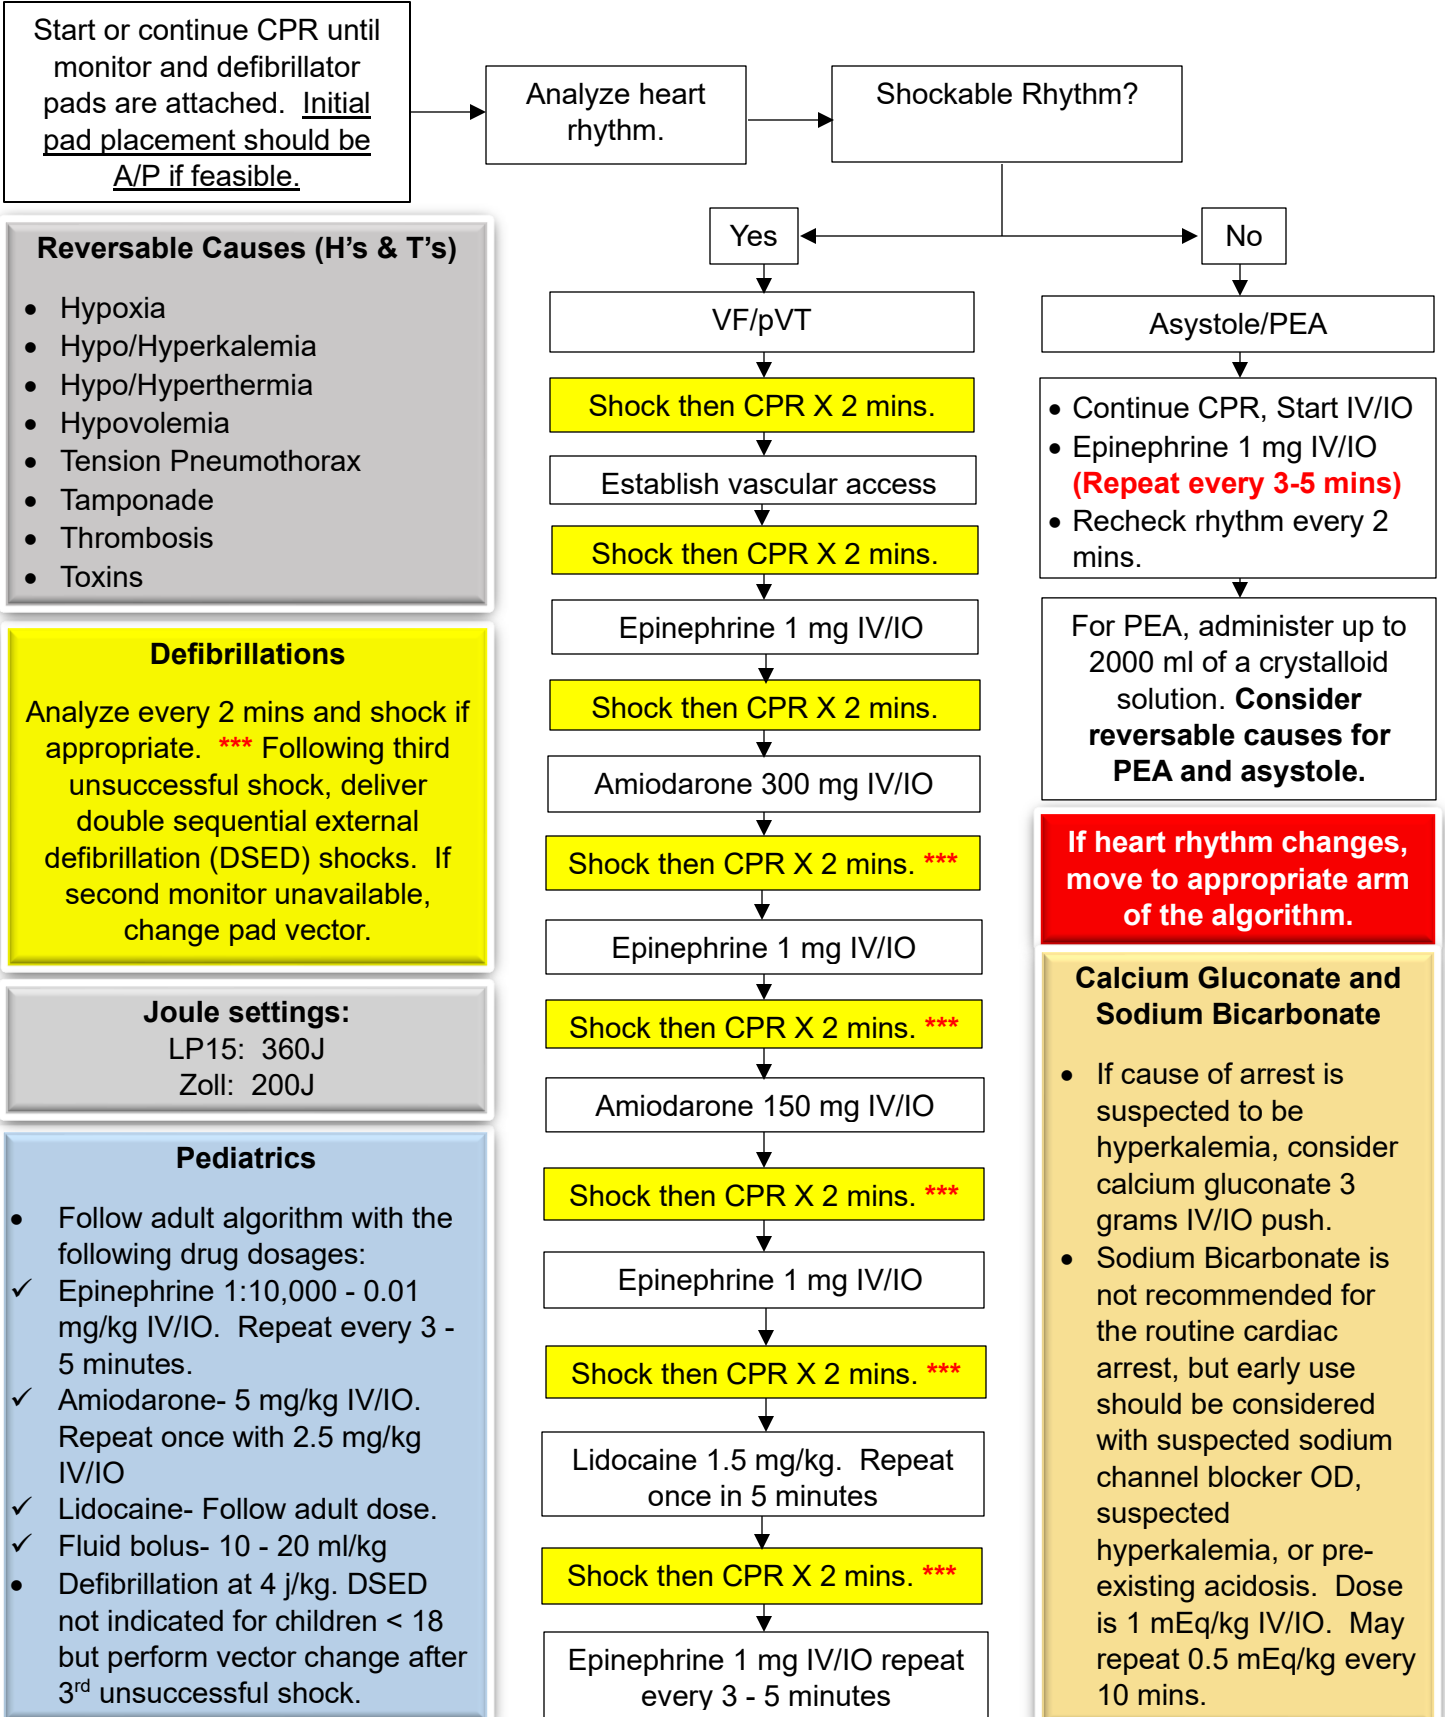 Start or continue CPR until
monitor and defibrillator
pads are attached.  Initial
pad placement should be
A/P if feasible.
Analyze heart
rhythm.
Shockable Rhythm?
Yes
No
Reversable Causes (H's & T's)
• Hypoxia
• Hypo/Hyperkalemia
• Hypo/Hyperthermia
• Hypovolemia
• Tension Pneumothorax
• Tamponade
• Thrombosis
• Toxins
Defibrillations
Analyze every 2 mins and shock if
appropriate.  *** Following third
unsuccessful shock, deliver
double sequential external
defibrillation (DSED) shocks.  If
second monitor unavailable,
change pad vector.
Joule settings:
LP15:  360J
Zoll:  200J
Pediatrics
• Follow adult algorithm with the
following drug dosages:
✓ Epinephrine 1:10,000 - 0.01
mg/kg IV/IO.  Repeat every 3 -
5 minutes.
✓ Amiodarone- 5 mg/kg IV/IO.
Repeat once with 2.5 mg/kg
IV/IO
✓ Lidocaine- Follow adult dose.
✓ Fluid bolus- 10 - 20 ml/kg
• Defibrillation at 4 j/kg. DSED
not indicated for children < 18
but perform vector change after
3rd unsuccessful shock.
VF/pVT
Shock then CPR X 2 mins.
Establish vascular access
Shock then CPR X 2 mins.
Epinephrine 1 mg IV/IO
Shock then CPR X 2 mins.
Amiodarone 300 mg IV/IO
Shock then CPR X 2 mins. ***
Epinephrine 1 mg IV/IO
Shock then CPR X 2 mins. ***
Amiodarone 150 mg IV/IO
Shock then CPR X 2 mins. ***
Epinephrine 1 mg IV/IO
Shock then CPR X 2 mins. ***
Lidocaine 1.5 mg/kg.  Repeat
once in 5 minutes
Shock then CPR X 2 mins. ***
Epinephrine 1 mg IV/IO repeat
every 3 - 5 minutes
Asystole/PEA
• Continue CPR, Start IV/IO
• Epinephrine 1 mg IV/IO
(Repeat every 3-5 mins)
• Recheck rhythm every 2
mins.
For PEA, administer up to
2000 ml of a crystalloid
solution. Consider
reversable causes for
PEA and asystole.
If heart rhythm changes,
move to appropriate arm
of the algorithm.
Calcium Gluconate and
Sodium Bicarbonate
• If cause of arrest is
suspected to be
hyperkalemia, consider
calcium gluconate 3
grams IV/IO push.
• Sodium Bicarbonate is
not recommended for
the routine cardiac
arrest, but early use
should be considered
with suspected sodium
channel blocker OD,
suspected
hyperkalemia, or pre-
existing acidosis.  Dose
is 1 mEq/kg IV/IO.  May
repeat 0.5 mEq/kg every
10 mins.